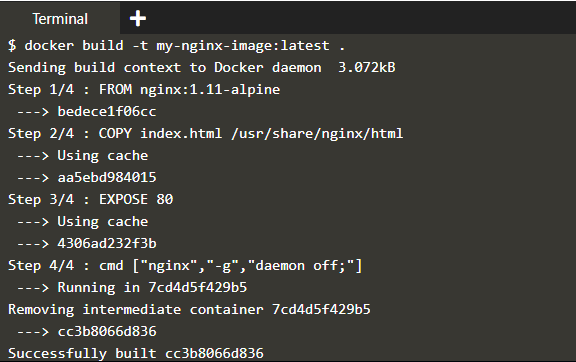 Terminal +
$ docker build -t my-nginx-image:latest .
Sending build context to Docker daemon  3.072kB
Step 1/4 : FROM nginx:1.11-alpine
 ---> bedece1f06cc
Step 2/4 : COPY index.html /usr/share/nginx/html
 ---> Using cache
 ---> aa5ebd984015
Step 3/4 : EXPOSE 80
 ---> Using cache
 ---> 4306ad232f3b
Step 4/4 : cmd ["nginx","-g","daemon off;"]
 ---> Running in 7cd4d5f429b5
Removing intermediate container 7cd4d5f429b5
 ---> cc3b8066d836
Successfully built cc3b8066d836